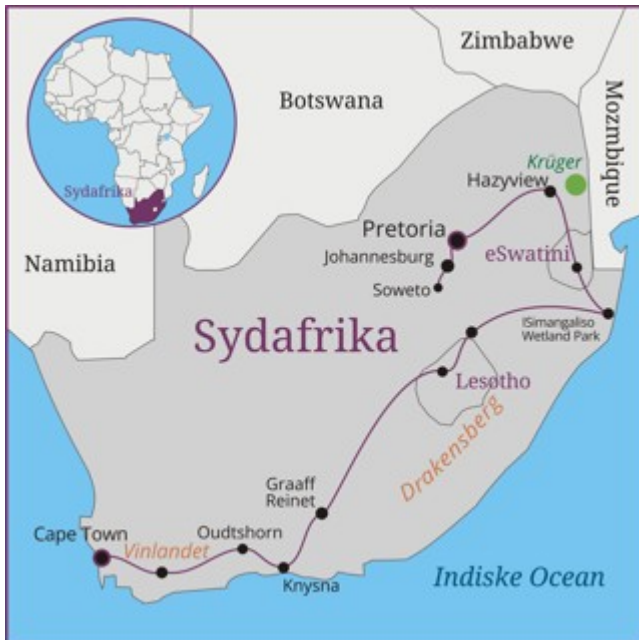 Zimbabwe
Botswana
Mozmbique
Sydafrika
Krüger
Hazyview
Pretoria
Namibia
Johannesburg
eSwatini
Soweto
ISimangaliso
Wetland Park
Sydafrika
Lesotho
Drakensberg
Graaff
Reinet
Cape Town
Vinlandet
Oudtshorn
Knysna
Indiske Ocean